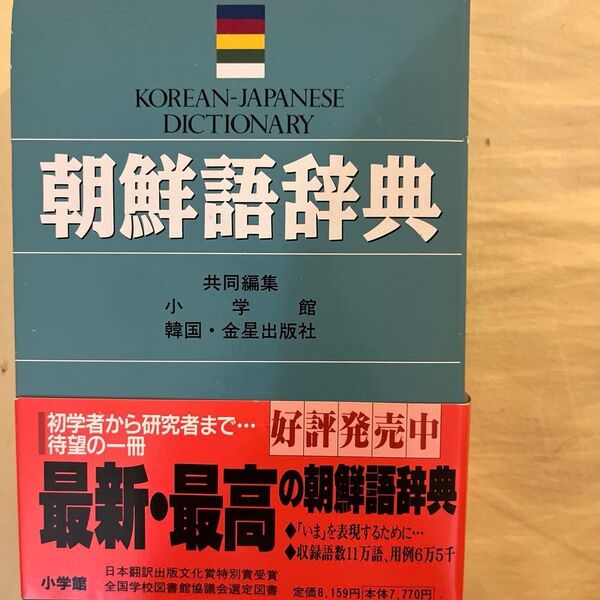 KOREAN-JAPANESE
DICTIONARY
朝鮮語辞典
共同編集
小学館
韓国・金星出版社
初学者から研究者まで…
待望の一冊
好評発売中
最新・最高の朝鮮語辞典
◆「いま」を表現するために…
◆収録語数11万語、用例6万5千
小学館
日本翻訳出版文化賞特別賞受賞
全国学校図書館協議会選定図書
定価8,159円 本体7,770円